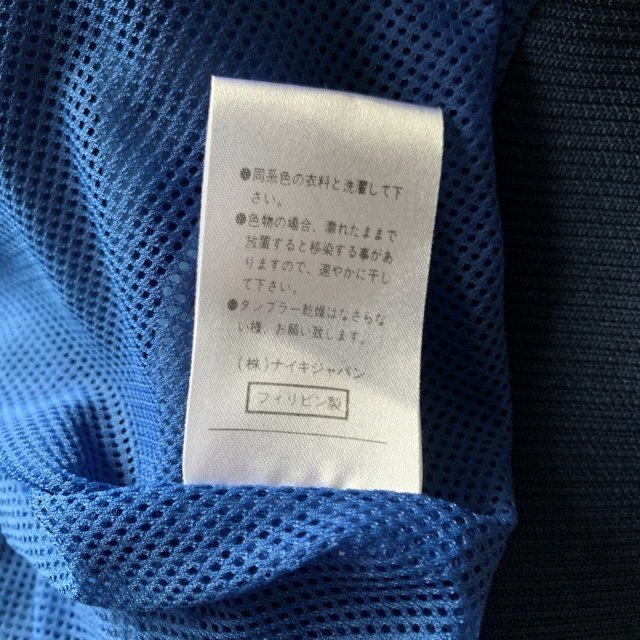 ●同系色の衣料と洗濯して下
さい。
●色物の場合、濡れたままで
放置すると移染する事があ
りますので、速やかに干し
て下さい。
●タンブラー乾燥はなさらな
い様、お願い致します。
(株)ナイキジャパン
フィリピン製